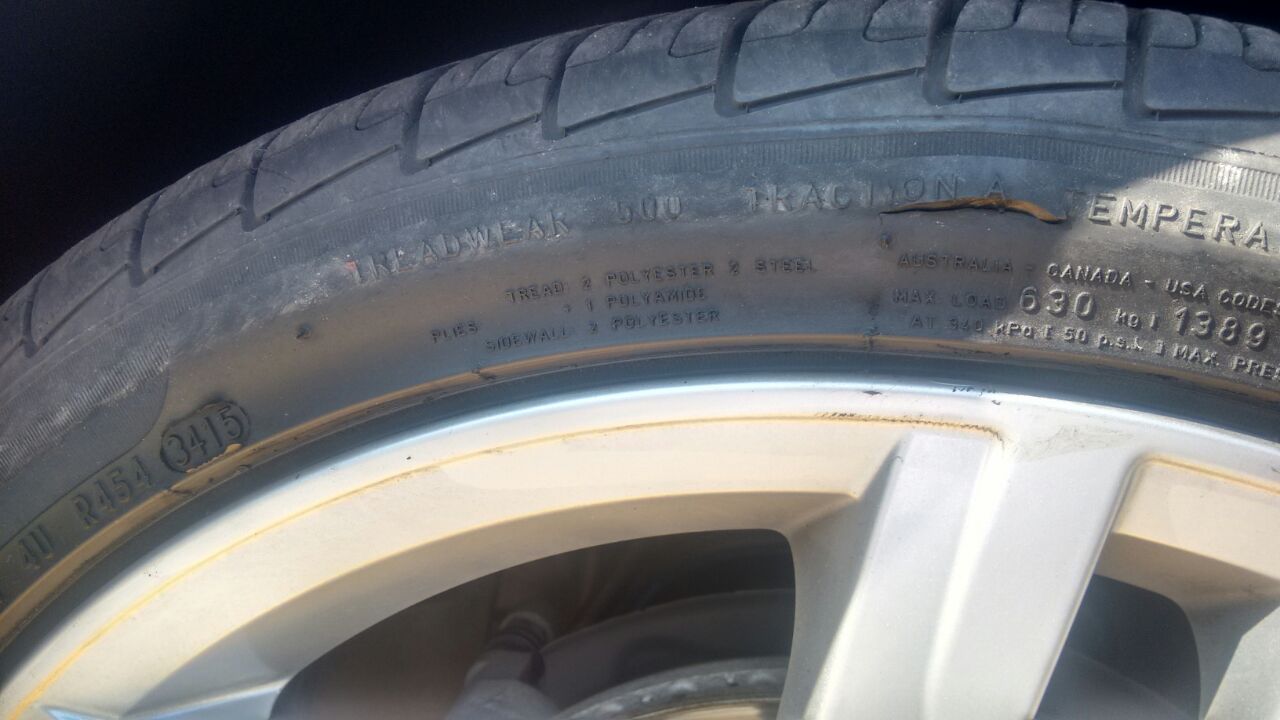 TREADWEAR 500 TRACTION A TEMPERA
TREAD: 2 POLYESTER 2 STEEL
+ 1 POLYAMIDE
PLIES
SIDEWALL: 2 POLYESTER
AUSTRALIA - CANADA - USA CODES
MAX. LOAD 630 kg [ 1389
AT 340 kPa [ 50 p.s.i. ] MAX. PRES
4U R454 3415